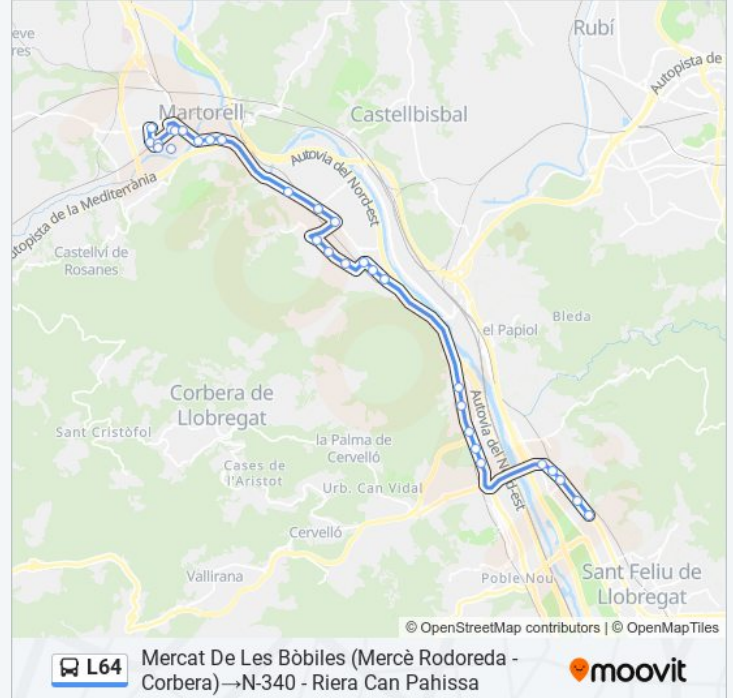 eve
res
Rubí
Autopista de
Martorell
Castellbisbal
Autovia del Nord-est
topista de la Mediterrània
Castellví de
Rosanes
el Papiol
Bleda
Corbera de
Llobregat
Sant Cristòfol
la Palma de
Cervelló
Autovia del Nord-est
Cases de
l'Aristot
Urb. Can Vidal
Cervelló
Vallirana
Poble Nou
Sant Feliu de
Llobregat
© OpenStreetMap contributors | © OpenMapTiles
L64
Mercat De Les Bòbiles (Mercè Rodoreda -
Corbera)→N-340 - Riera Can Pahissa
moovit